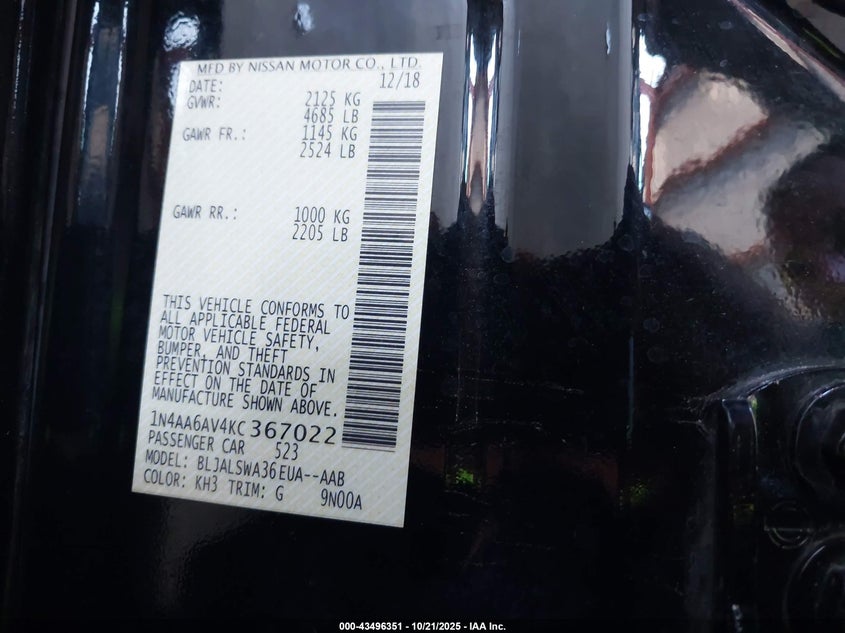 MFD BY NISSAN MOTOR CO., LTD.
DATE: 12/18
GVWR: 2125 KG
4685 LB
GAWR FR.: 1145 KG
2524 LB
GAWR RR.: 1000 KG
2205 LB
THIS VEHICLE CONFORMS TO
ALL APPLICABLE FEDERAL
MOTOR VEHICLE SAFETY,
BUMPER, AND THEFT
PREVENTION STANDARDS IN
EFFECT ON THE DATE OF
MANUFACTURE SHOWN ABOVE.
1N4AA6AV4KC367022
PASSENGER CAR 523
MODEL: BLJALSWA36EUA--AAB
COLOR: KH3 TRIM: G 9N00A
000-43496351 - 10/21/2025 - IAA Inc.